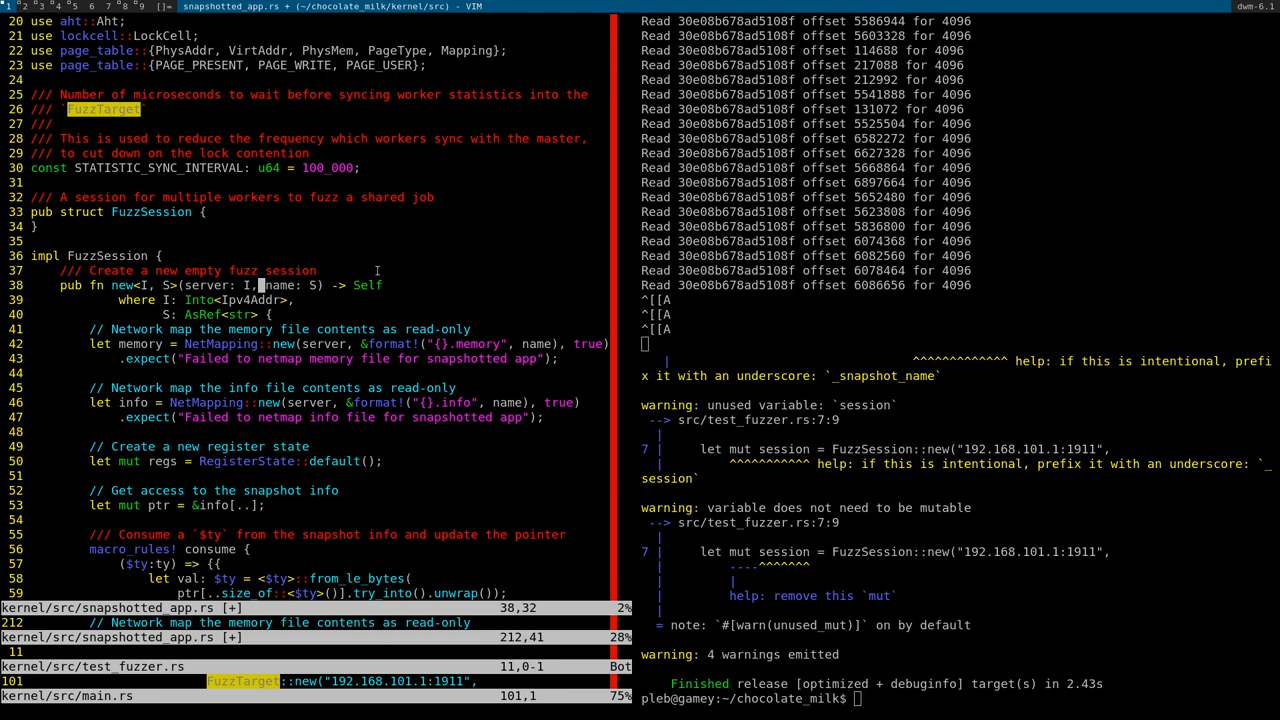 1 2 3 4 5 6 7 8 9 []= snapshotted_app.rs + (~/chocolate_milk/kernel/src) - VIM dwm-6.1
20 use aht::Aht;
21 use lockcell::LockCell;
22 use page_table::{PhysAddr, VirtAddr, PhysMem, PageType, Mapping};
23 use page_table::{PAGE_PRESENT, PAGE_WRITE, PAGE_USER};
24
25 /// Number of microseconds to wait before syncing worker statistics into the
26 /// `FuzzTarget`
27 ///
28 /// This is used to reduce the frequency which workers sync with the master,
29 /// to cut down on the lock contention
30 const STATISTIC_SYNC_INTERVAL: u64 = 100_000;
31
32 /// A session for multiple workers to fuzz a shared job
33 pub struct FuzzSession {
34 }
35
36 impl FuzzSession {
37     /// Create a new empty fuzz session
38     pub fn new<I, S>(server: I, name: S) -> Self
39             where I: Into<Ipv4Addr>,
40                   S: AsRef<str> {
41         // Network map the memory file contents as read-only
42         let memory = NetMapping::new(server, &format!("{}.memory", name), true)
43             .expect("Failed to netmap memory file for snapshotted app");
44
45         // Network map the info file contents as read-only
46         let info = NetMapping::new(server, &format!("{}.info", name), true)
47             .expect("Failed to netmap info file for snapshotted app");
48
49         // Create a new register state
50         let mut regs = RegisterState::default();
51
52         // Get access to the snapshot info
53         let mut ptr = &info[..];
54
55         /// Consume a `$ty` from the snapshot info and update the pointer
56         macro_rules! consume {
57             ($ty:ty) => {{
58                 let val: $ty = <$ty>::from_le_bytes(
59                     ptr[..size_of::<$ty>()].try_into().unwrap());
kernel/src/snapshotted_app.rs [+] 38,32 2%
212         // Network map the memory file contents as read-only
kernel/src/snapshotted_app.rs [+] 212,41 28%
11
kernel/src/test_fuzzer.rs 11,0-1 Bot
101                         FuzzTarget::new("192.168.101.1:1911",
kernel/src/main.rs 101,1 75%
Read 30e08b678ad5108f offset 5586944 for 4096
Read 30e08b678ad5108f offset 5603328 for 4096
Read 30e08b678ad5108f offset 114688 for 4096
Read 30e08b678ad5108f offset 217088 for 4096
Read 30e08b678ad5108f offset 212992 for 4096
Read 30e08b678ad5108f offset 5541888 for 4096
Read 30e08b678ad5108f offset 131072 for 4096
Read 30e08b678ad5108f offset 5525504 for 4096
Read 30e08b678ad5108f offset 6582272 for 4096
Read 30e08b678ad5108f offset 6627328 for 4096
Read 30e08b678ad5108f offset 5668864 for 4096
Read 30e08b678ad5108f offset 6897664 for 4096
Read 30e08b678ad5108f offset 5652480 for 4096
Read 30e08b678ad5108f offset 5623808 for 4096
Read 30e08b678ad5108f offset 5836800 for 4096
Read 30e08b678ad5108f offset 6074368 for 4096
Read 30e08b678ad5108f offset 6082560 for 4096
Read 30e08b678ad5108f offset 6078464 for 4096
Read 30e08b678ad5108f offset 6086656 for 4096
^[[A
^[[A
^[[A
   |                                 ^^^^^^^^^^^^^ help: if this is intentional, prefi
x it with an underscore: `_snapshot_name`

warning: unused variable: `session`
 --> src/test_fuzzer.rs:7:9
  |
7 |     let mut session = FuzzSession::new("192.168.101.1:1911",
  |         ^^^^^^^^^^^ help: if this is intentional, prefix it with an underscore: `_
session`

warning: variable does not need to be mutable
 --> src/test_fuzzer.rs:7:9
  |
7 |     let mut session = FuzzSession::new("192.168.101.1:1911",
  |         ----^^^^^^^
  |         |
  |         help: remove this `mut`
  |
  = note: `#[warn(unused_mut)]` on by default

warning: 4 warnings emitted

    Finished release [optimized + debuginfo] target(s) in 2.43s
pleb@gamey:~/chocolate_milk$